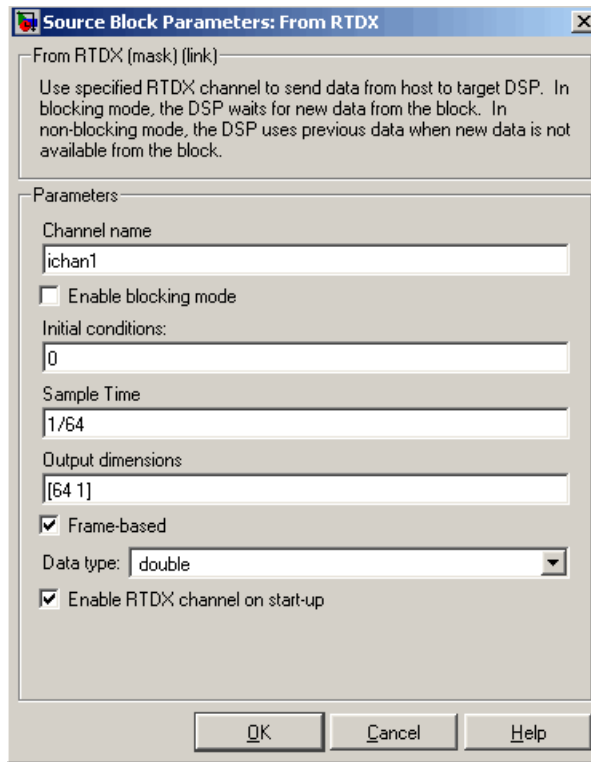 Source Block Parameters: From RTDX
From RTDX (mask) (link)
Use specified RTDX channel to send data from host to target DSP. In
blocking mode, the DSP waits for new data from the block. In
non-blocking mode, the DSP uses previous data when new data is not
available from the block.
Parameters
Channel name
ichan1
Enable blocking mode
Initial conditions:
0
Sample Time
1/64
Output dimensions
[64 1]
Frame-based
Data type: double
Enable RTDX channel on start-up
OK Cancel Help